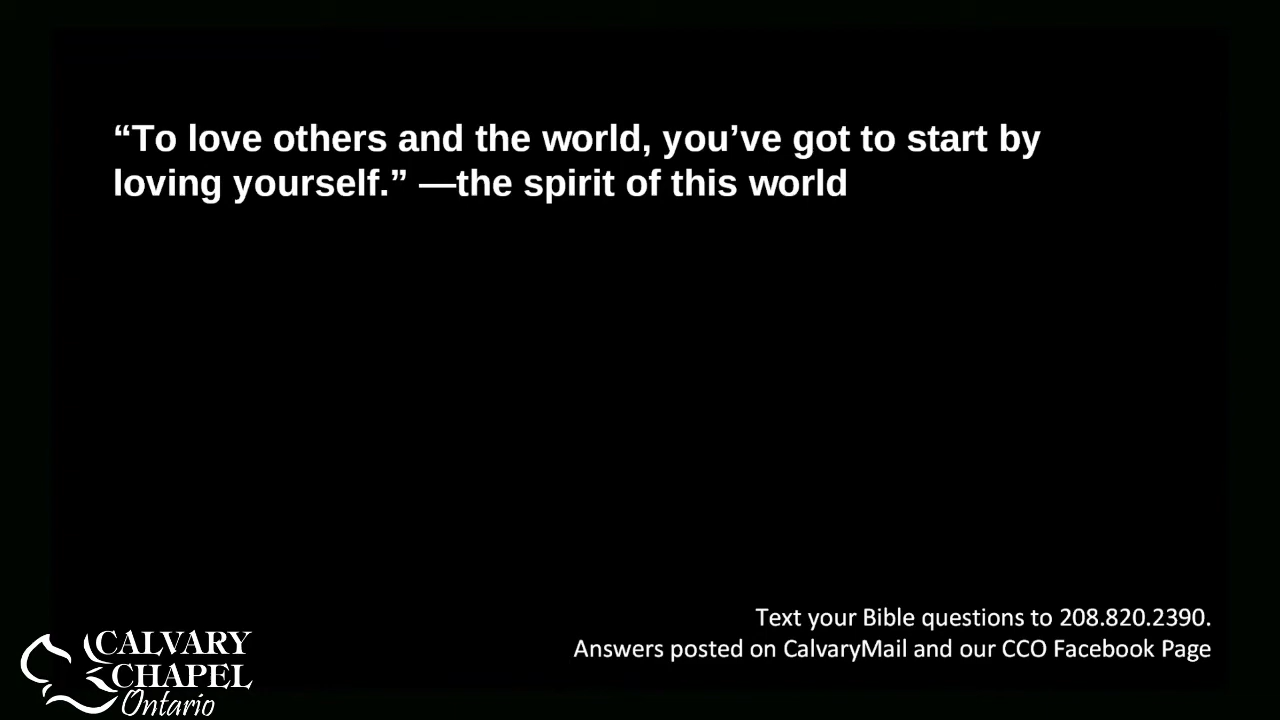 “To love others and the world, you’ve got to start by
loving yourself.” —the spirit of this world
Text your Bible questions to 208.820.2390.
Answers posted on CalvaryMail and our CCO Facebook Page
CALVARY
CHAPEL
Ontario